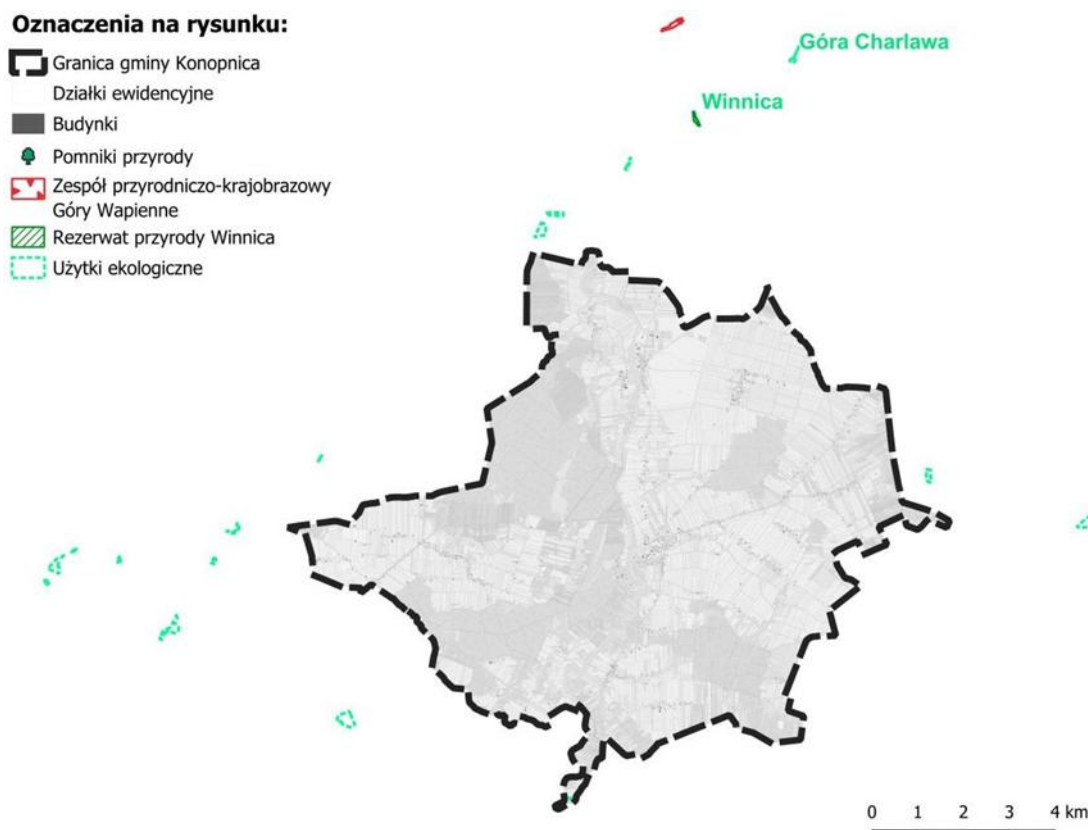 Oznaczenia na rysunku:
Granica gminy Konopnica
Działki ewidencyjne
Budynki
Pomniki przyrody
Zespół przyrodniczo-krajobrazowy
Góry Wapienne
Rezerwat przyrody Winnica
Użytki ekologiczne
Góra Charlawa
Winnica
0 1 2 3 4 km